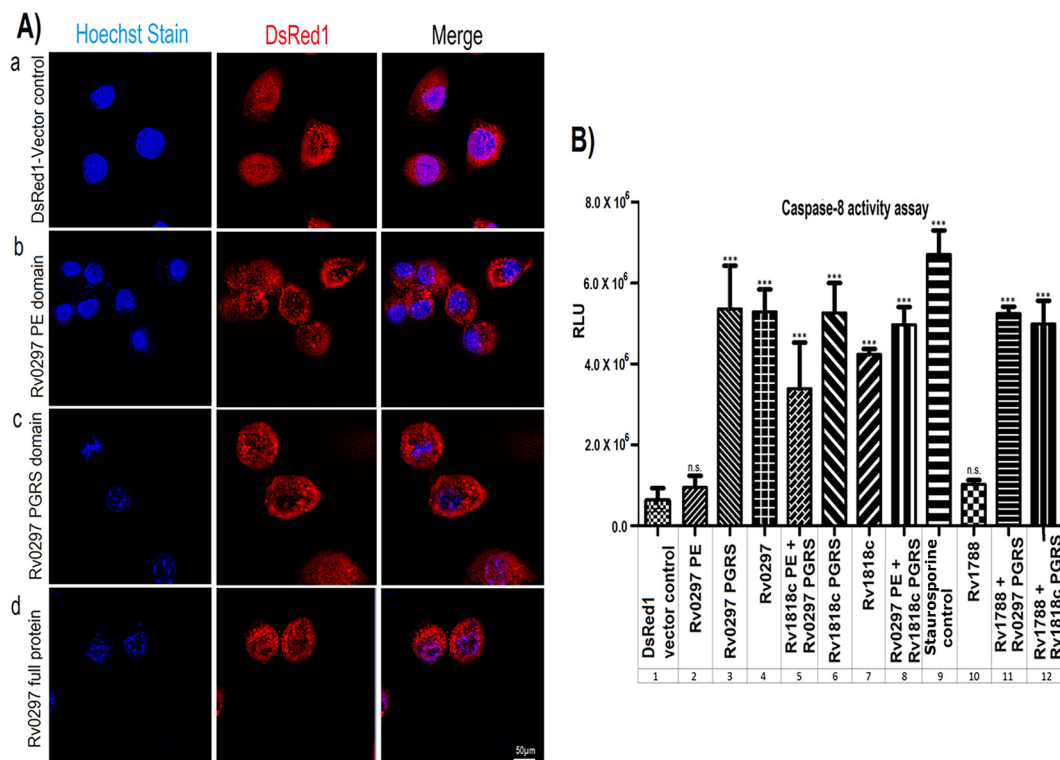 A)
Hoechst Stain DsRed1 Merge
a
DsRed1-Vector control
b
Rv0297 PE domain
c
Rv0297 PGRS domain
d
Rv0297 full protein
50µm
B)
Caspase-8 activity assay
RLU
8.0 X 10⁶
6.0 X 10⁶
4.0 X 10⁶
2.0 X 10⁶
0.0
n.s.
***
***
***
***
***
***
***
n.s.
***
***
DsRed1
vector control
Rv0297 PE
Rv0297 PGRS
Rv0297
Rv1818c PE +
Rv0297 PGRS
Rv1818c PGRS
Rv1818c
Rv0297 PE +
Rv1818c PGRS
Staurosporine
control
Rv1788
Rv1788 +
Rv0297 PGRS
Rv1788 +
Rv1818c PGRS
1 2 3 4 5 6 7 8 9 10 11 12